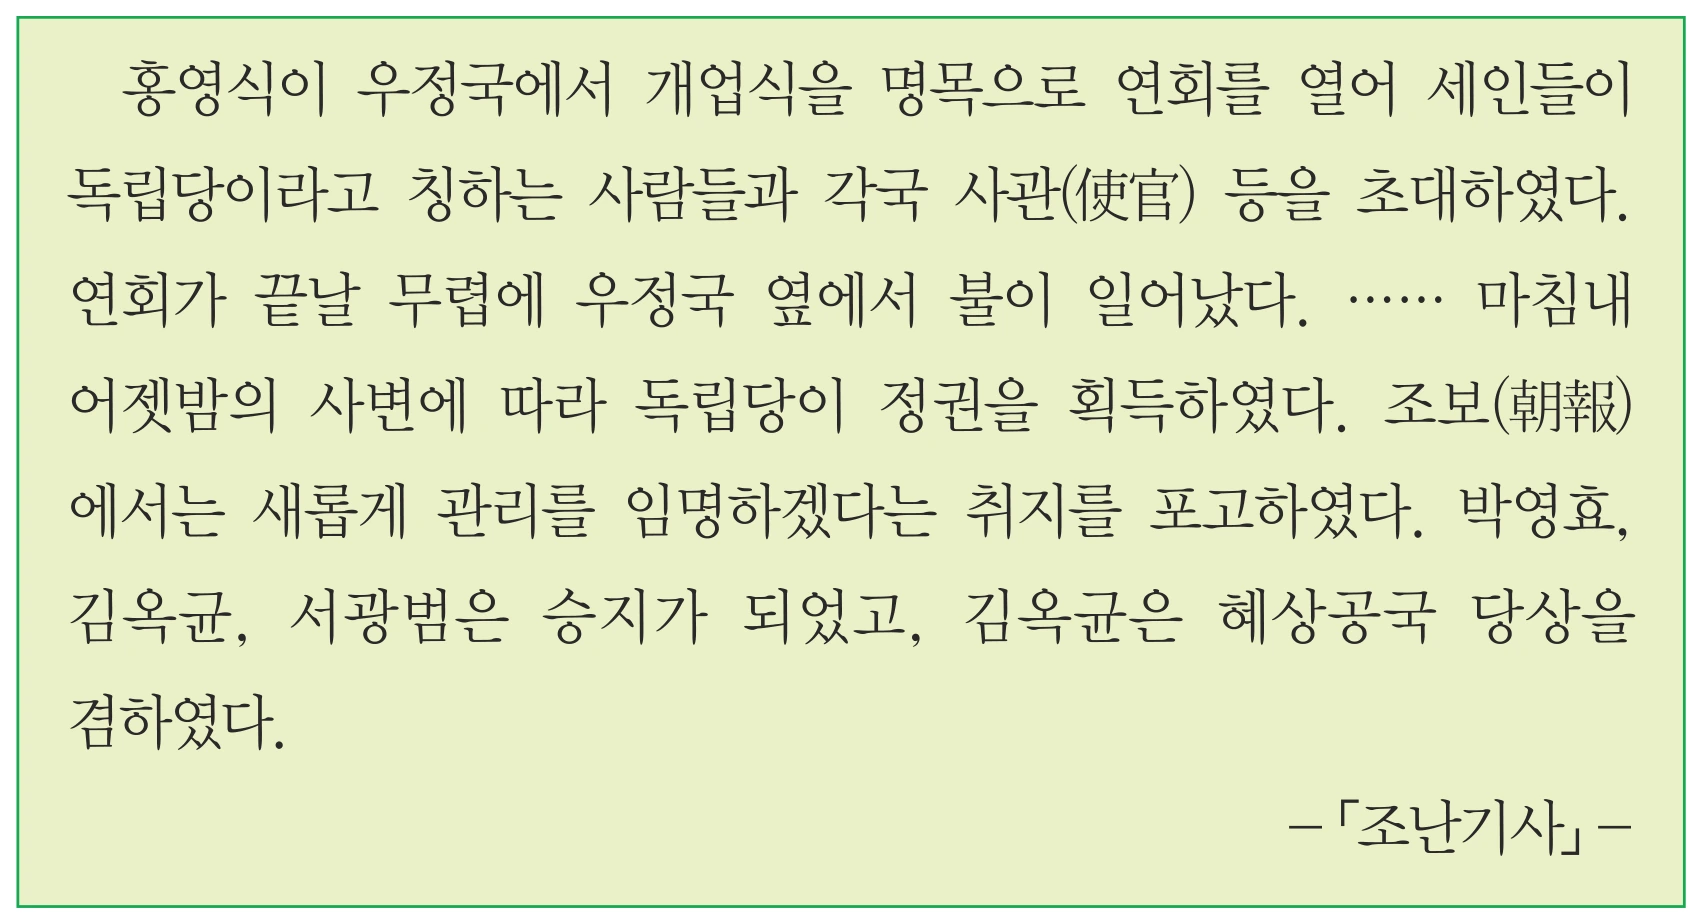 홍영식이 우정국에서 개업식을 명목으로 연회를 열어 세인들이
독립당이라고 칭하는 사람들과 각국 사관(使官) 등을 초대하였다.
연회가 끝날 무렵에 우정국 옆에서 불이 일어났다. …… 마침내
어젯밤의 사변에 따라 독립당이 정권을 획득하였다. 조보(朝報)
에서는 새롭게 관리를 임명하겠다는 취지를 포고하였다. 박영효,
김옥균, 서광범은 승지가 되었고, 김옥균은 혜상공국 당상을
겸하였다.
－「조난기사」－